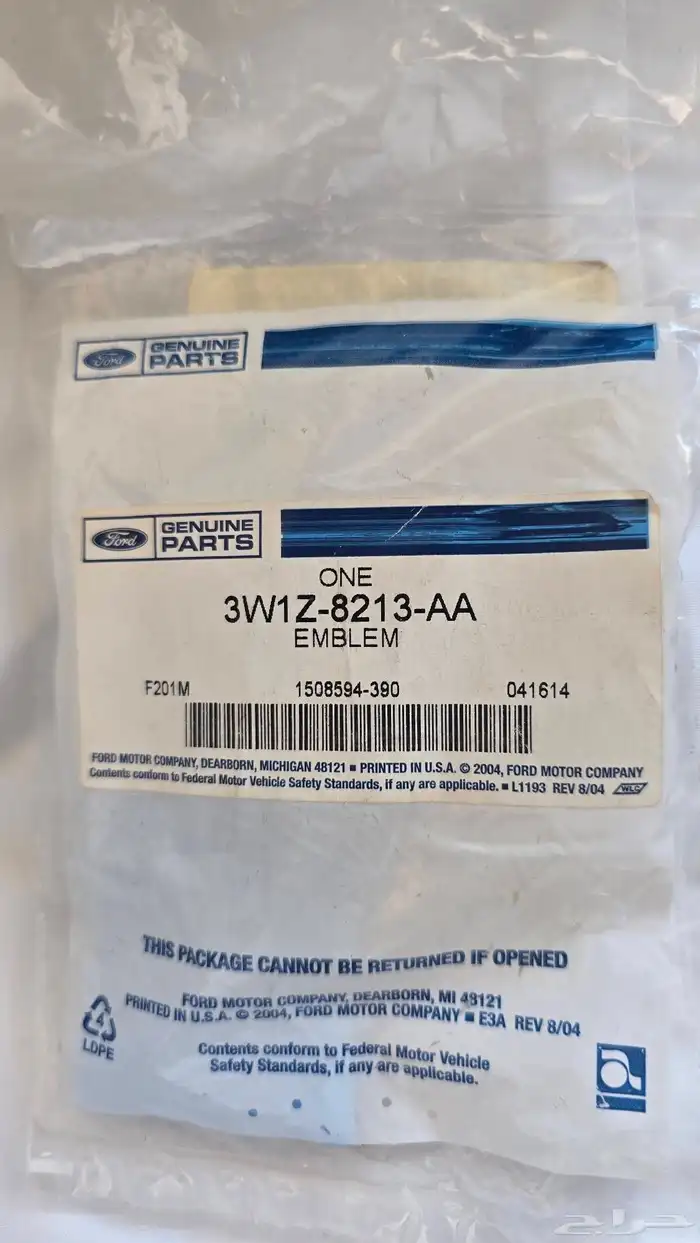 Ford GENUINE
PARTS
Ford GENUINE
PARTS
ONE
3W1Z-8213-AA
EMBLEM
F201M 1508594-390 041614
FORD MOTOR COMPANY, DEARBORN, MICHIGAN 48121 ■ PRINTED IN U.S.A. © 2004, FORD MOTOR COMPANY
Contents conform to Federal Motor Vehicle Safety Standards, if any are applicable. ■ L1193 REV 8/04 WLC
THIS PACKAGE CANNOT BE RETURNED IF OPENED
FORD MOTOR COMPANY, DEARBORN, MI 48121
PRINTED IN U.S.A. © 2004, FORD MOTOR COMPANY ■ E3A REV 8/04
4
LDPE
Contents conform to Federal Motor Vehicle
Safety Standards, if any are applicable.
a
حراج